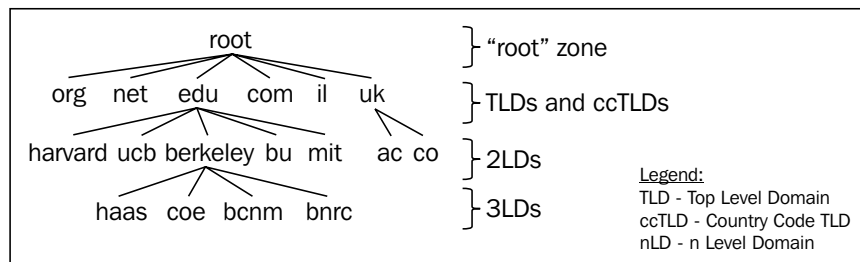 root
“root” zone
org net edu com il uk
TLDs and ccTLDs
harvard ucb berkeley bu mit ac co
2LDs
haas coe bcnm bnrc
3LDs
Legend:
TLD - Top Level Domain
ccTLD - Country Code TLD
nLD - n Level Domain